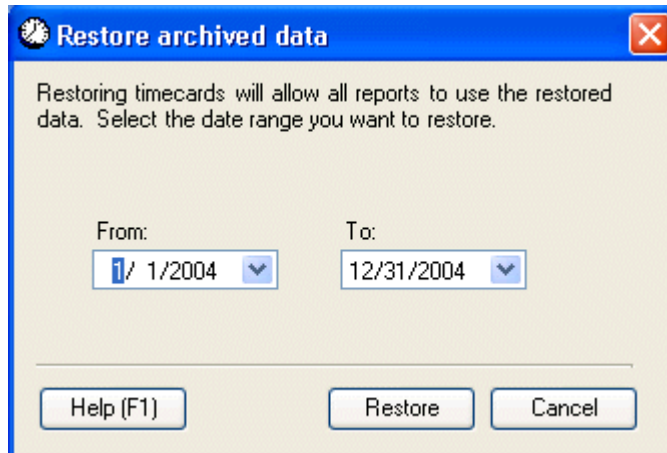 Restore archived data
Restoring timecards will allow all reports to use the restored
data. Select the date range you want to restore.
From: To:
1/ 1/2004 12/31/2004
Help (F1) Restore Cancel